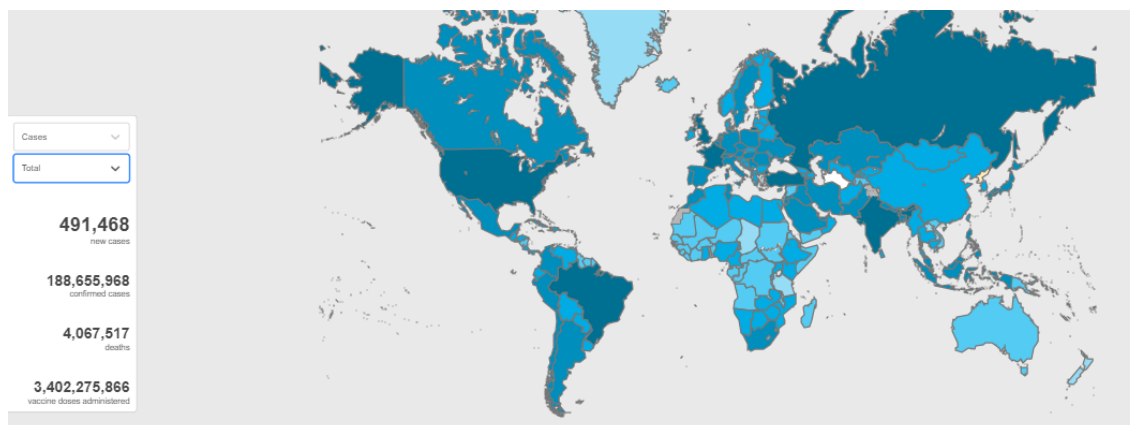 Cases
Total
491,468
new cases
188,655,968
confirmed cases
4,067,517
deaths
3,402,275,866
vaccine doses administered